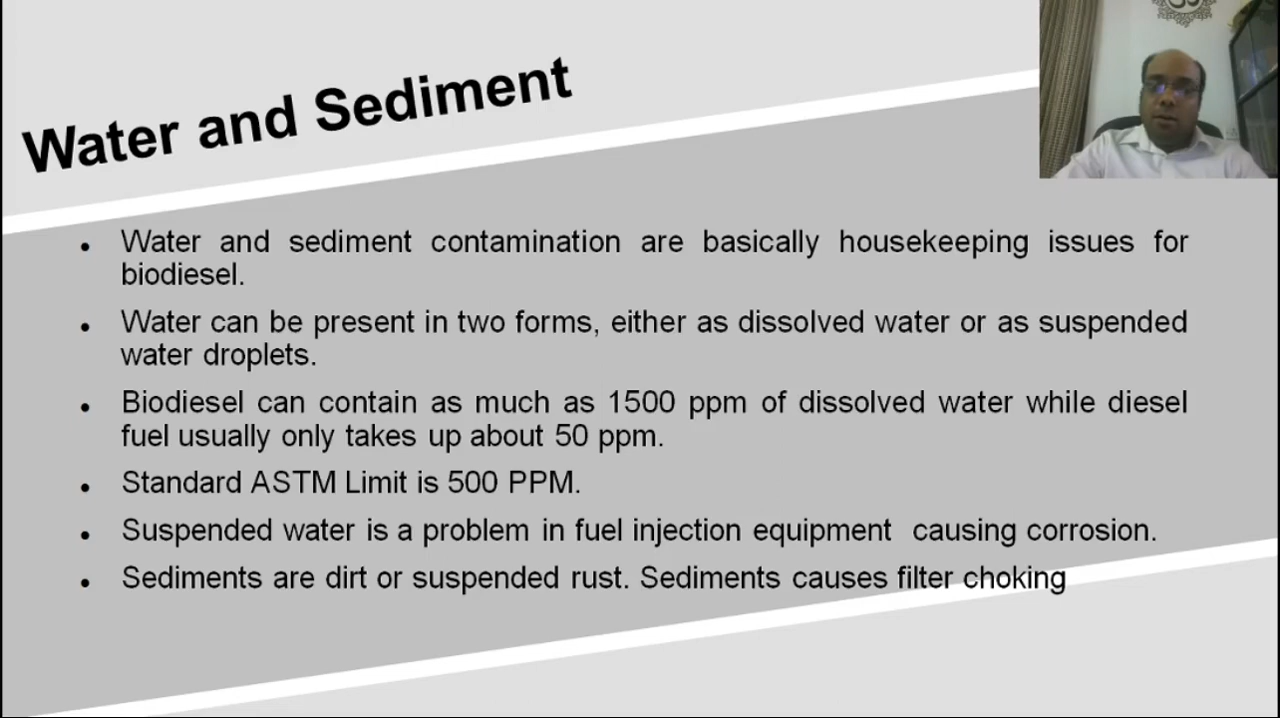 Water and Sediment
Water and sediment contamination are basically housekeeping issues for
biodiesel.
Water can be present in two forms, either as dissolved water or as suspended
water droplets.
Biodiesel can contain as much as 1500 ppm of dissolved water while diesel
fuel usually only takes up about 50 ppm.
Standard ASTM Limit is 500 PPM.
Suspended water is a problem in fuel injection equipment causing corrosion.
Sediments are dirt or suspended rust. Sediments causes filter choking